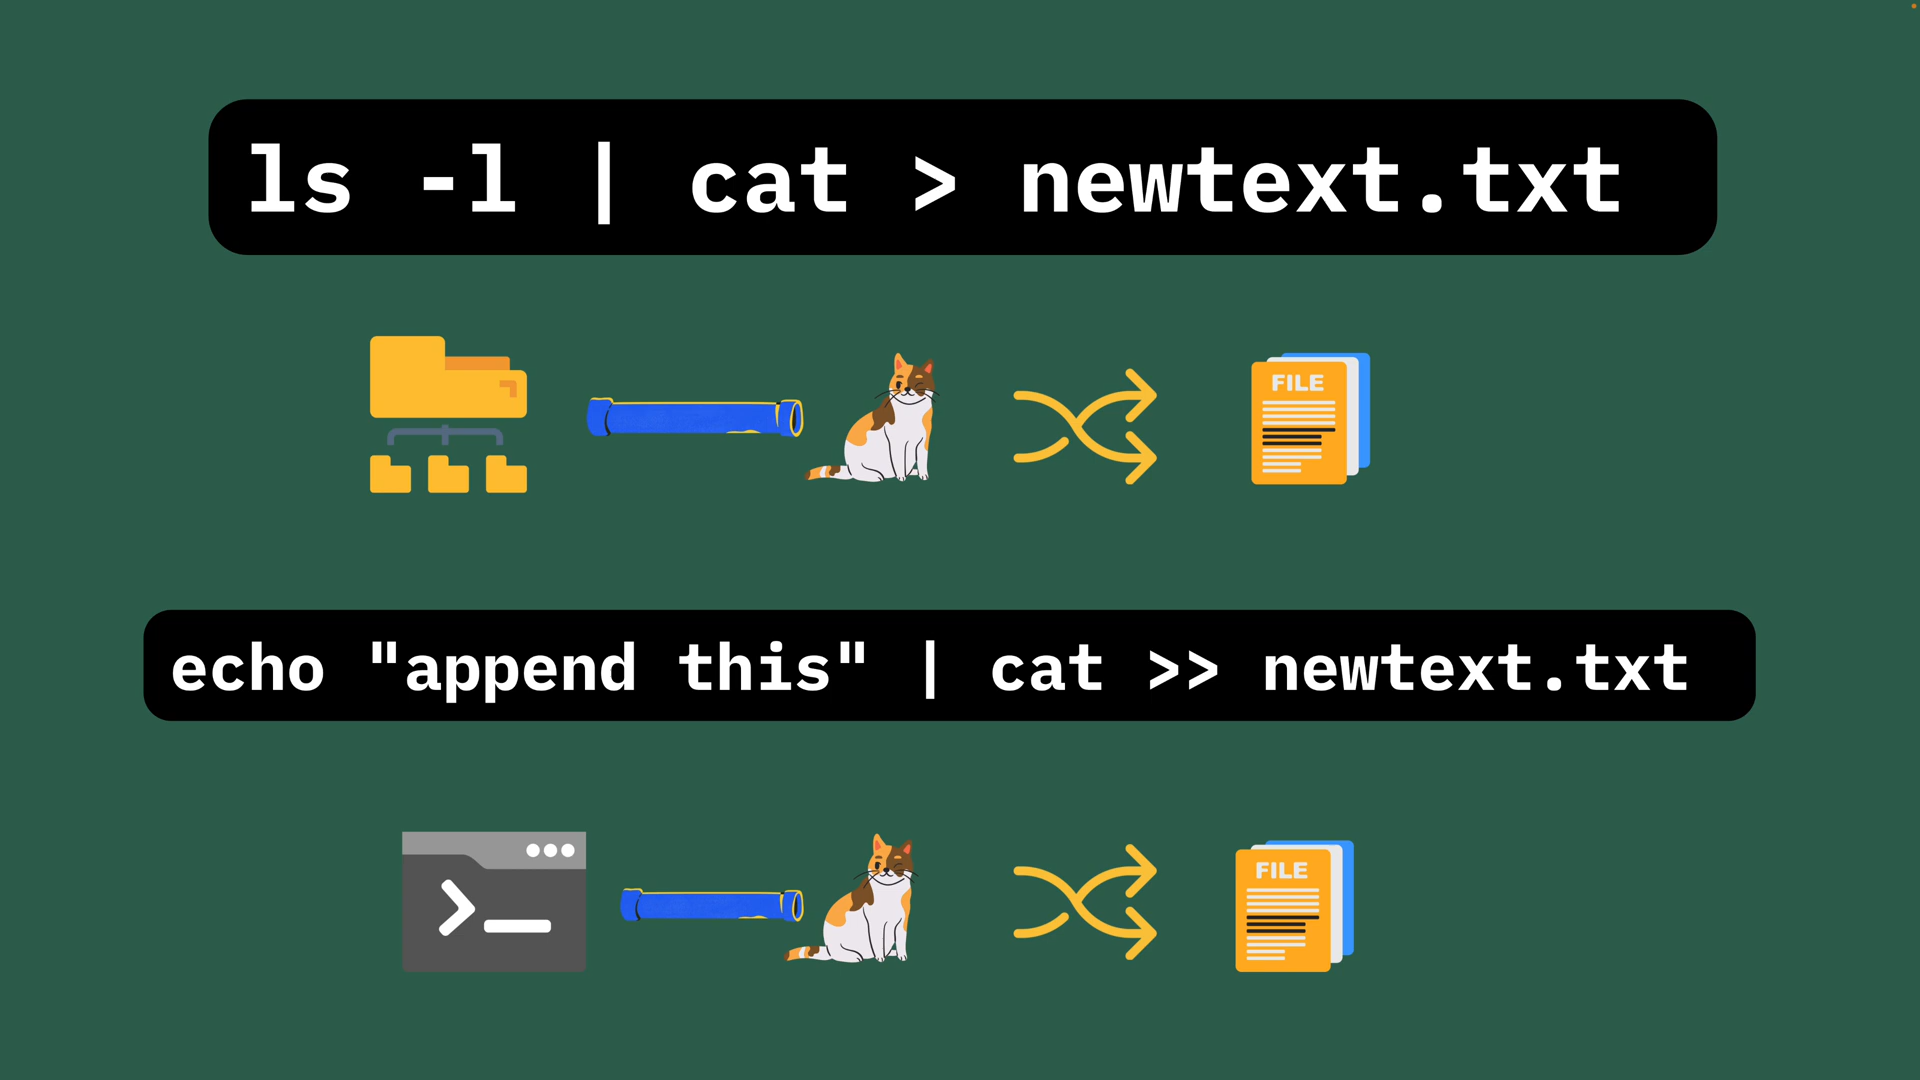 ls -l | cat > newtext.txt
FILE
echo "append this" | cat >> newtext.txt
FILE